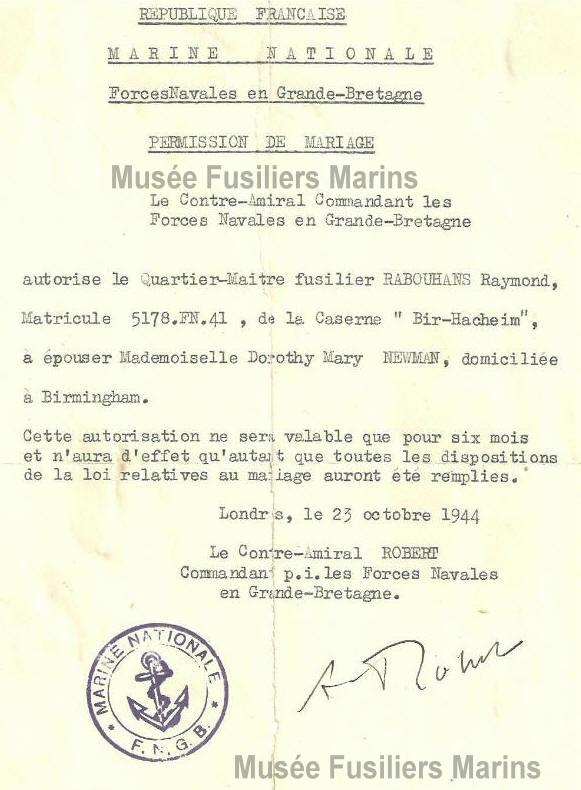 REPUBLIQUE FRANCAISE
MARINE NATIONALE
ForcesNavales en Grande-Bretagne
PERMISSION DE MARIAGE
Musée Fusiliers Marins
Le Contre-Amiral Commandant les
Forces Navales en Grande-Bretagne
autorise le Quartier-Maitre fusilier RABOUHANS Raymond,
Matricule 5178.FN.41 , de la Caserne " Bir-Hacheim",
à épouser Mademoiselle Dorothy Mary NEWMAN, domiciliée
à Birmingham.
Cette autorisation ne sera valable que pour six mois
et n'aura d'effet qu'autant que toutes les dispositions
de la loi relatives au mariage auront été remplies.
Londres, le 23 octobre 1944
Le Contre-Amiral ROBERT
Commandant p.i.les Forces Navales
en Grande-Bretagne.
MARINE NATIONALE
* F.N.G.B. *
Musée Fusiliers Marins